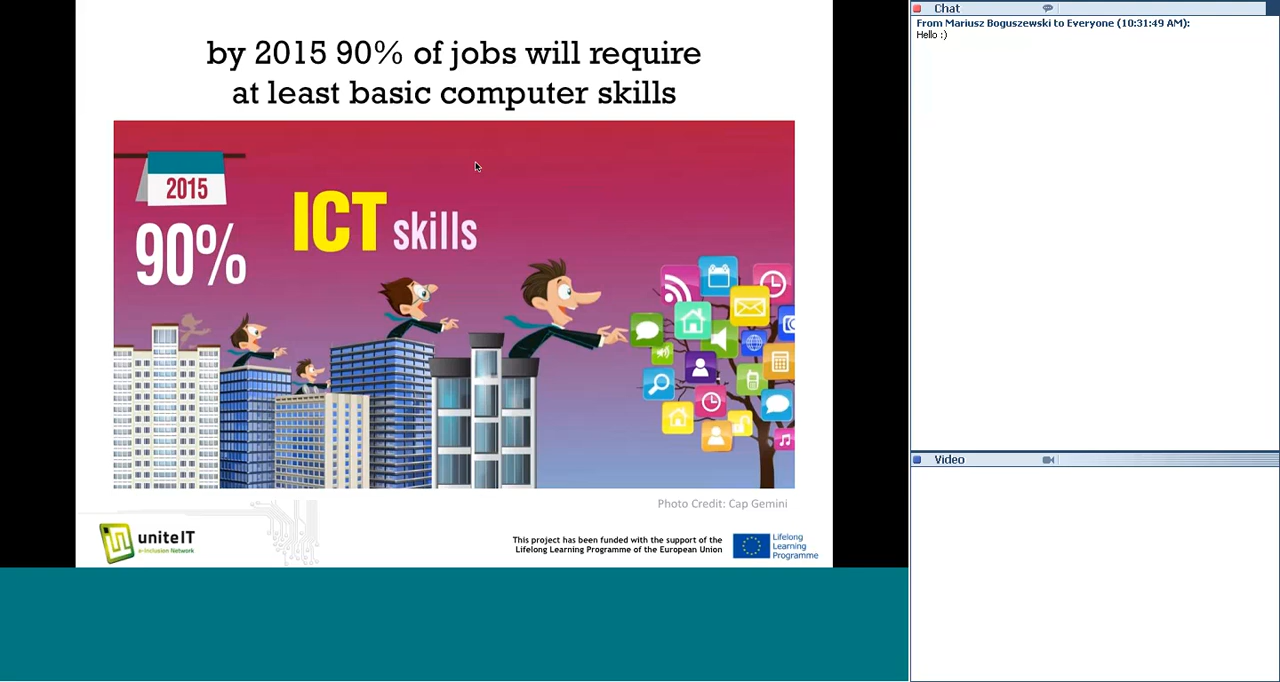 by 2015 90% of jobs will require
at least basic computer skills
2015
90%
ICT skills
Photo Credit: Cap Gemini
uniteIT
e-Inclusion Network
This project has been funded with the support of the
Lifelong Learning Programme of the European Union
Lifelong
Learning
Programme
Chat
From Mariusz Boguszewski to Everyone (10:31:49 AM):
Hello :)
Video